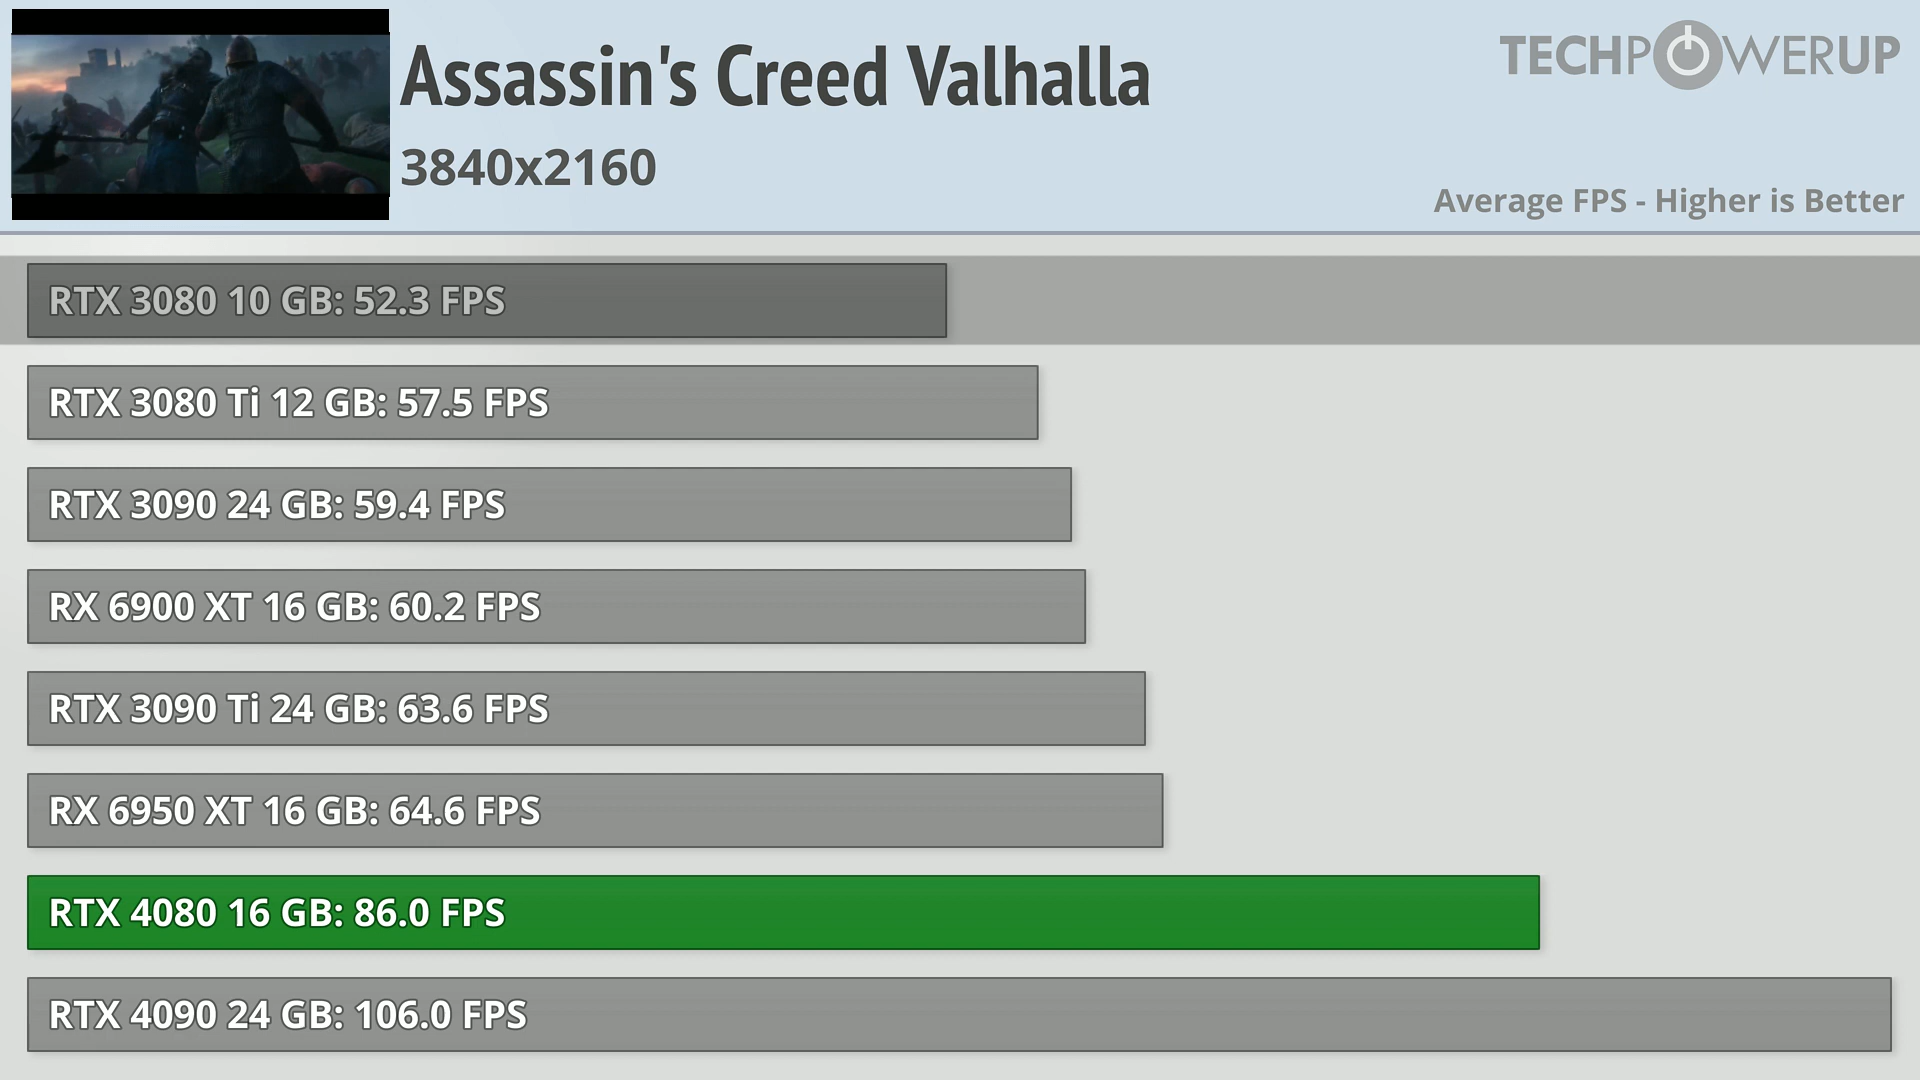 Assassin's Creed Valhalla
TECHPOWERUP
3840x2160
Average FPS - Higher is Better
RTX 3080 10 GB: 52.3 FPS
RTX 3080 Ti 12 GB: 57.5 FPS
RTX 3090 24 GB: 59.4 FPS
RX 6900 XT 16 GB: 60.2 FPS
RTX 3090 Ti 24 GB: 63.6 FPS
RX 6950 XT 16 GB: 64.6 FPS
RTX 4080 16 GB: 86.0 FPS
RTX 4090 24 GB: 106.0 FPS